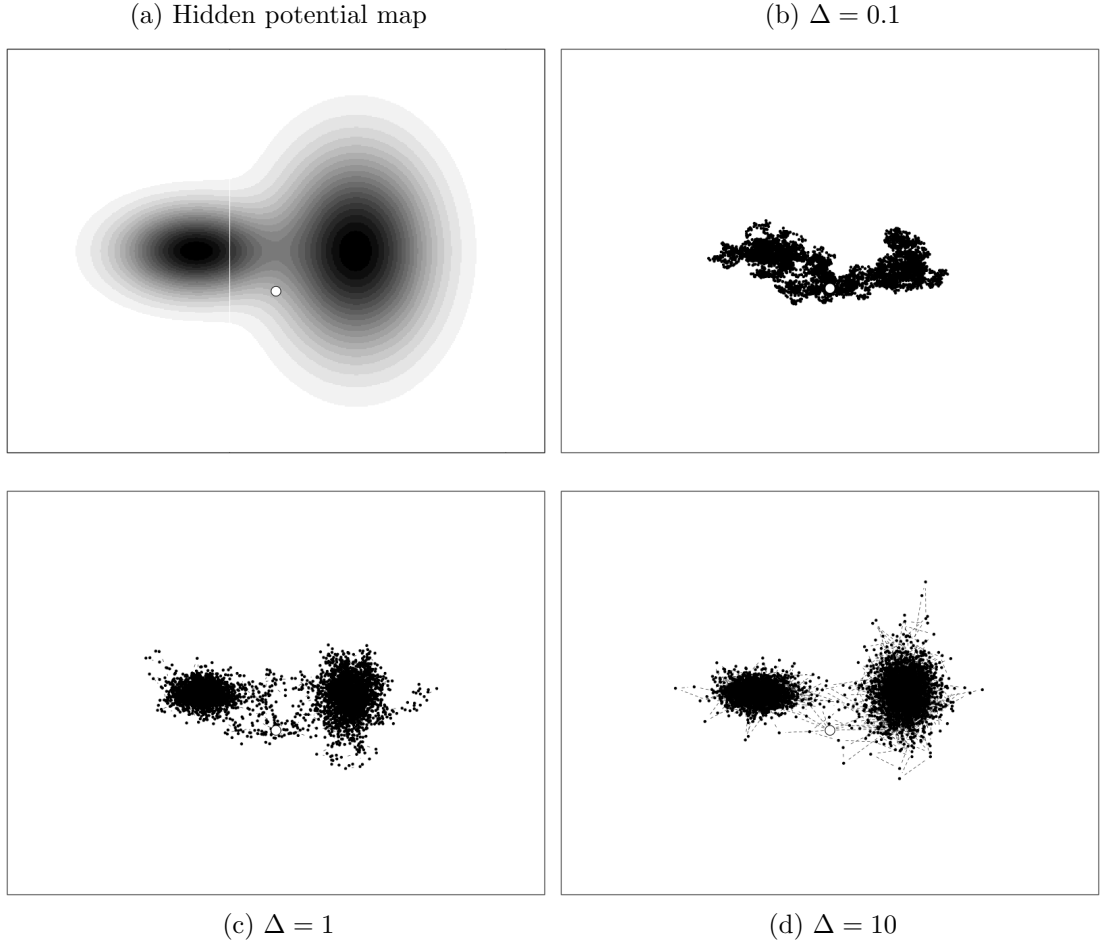 (a) Hidden potential map
(b) Δ = 0.1
(c) Δ = 1
(d) Δ = 10